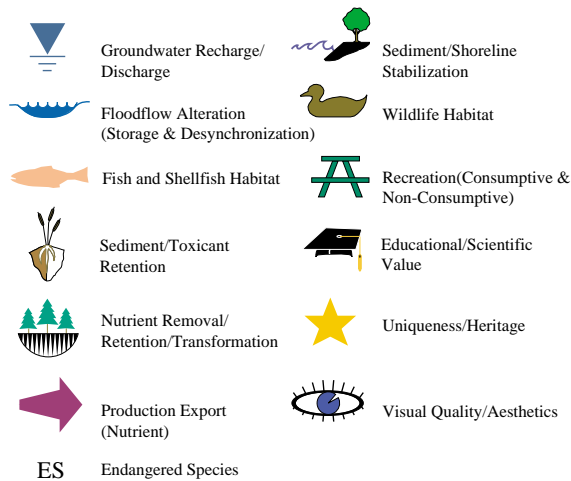 Groundwater Recharge/
Discharge
Floodflow Alteration
(Storage & Desynchronization)
Fish and Shellfish Habitat
Sediment/Toxicant
Retention
Nutrient Removal/
Retention/Transformation
Production Export
(Nutrient)
ES Endangered Species
Sediment/Shoreline
Stabilization
Wildlife Habitat
Recreation(Consumptive &
Non-Consumptive)
Educational/Scientific
Value
Uniqueness/Heritage
Visual Quality/Aesthetics